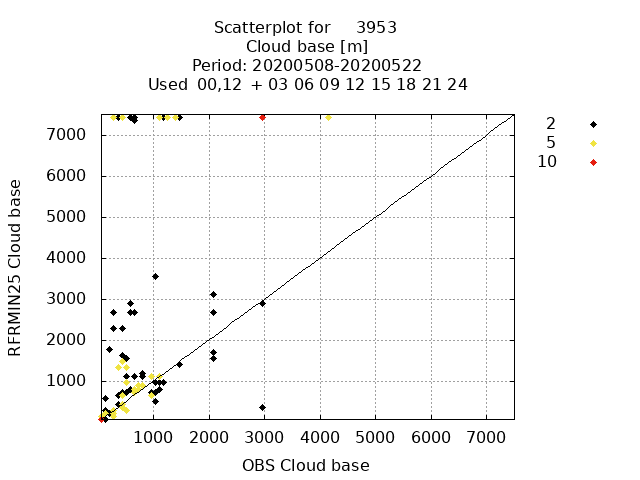 Scatterplot for 3953
Cloud base [m]
Period: 20200508-20200522
Used 00,12 + 03 06 09 12 15 18 21 24
2
5
10
7000
6000
5000
4000
3000
2000
1000
RFRMIN25 Cloud base
1000 2000 3000 4000 5000 6000 7000
OBS Cloud base